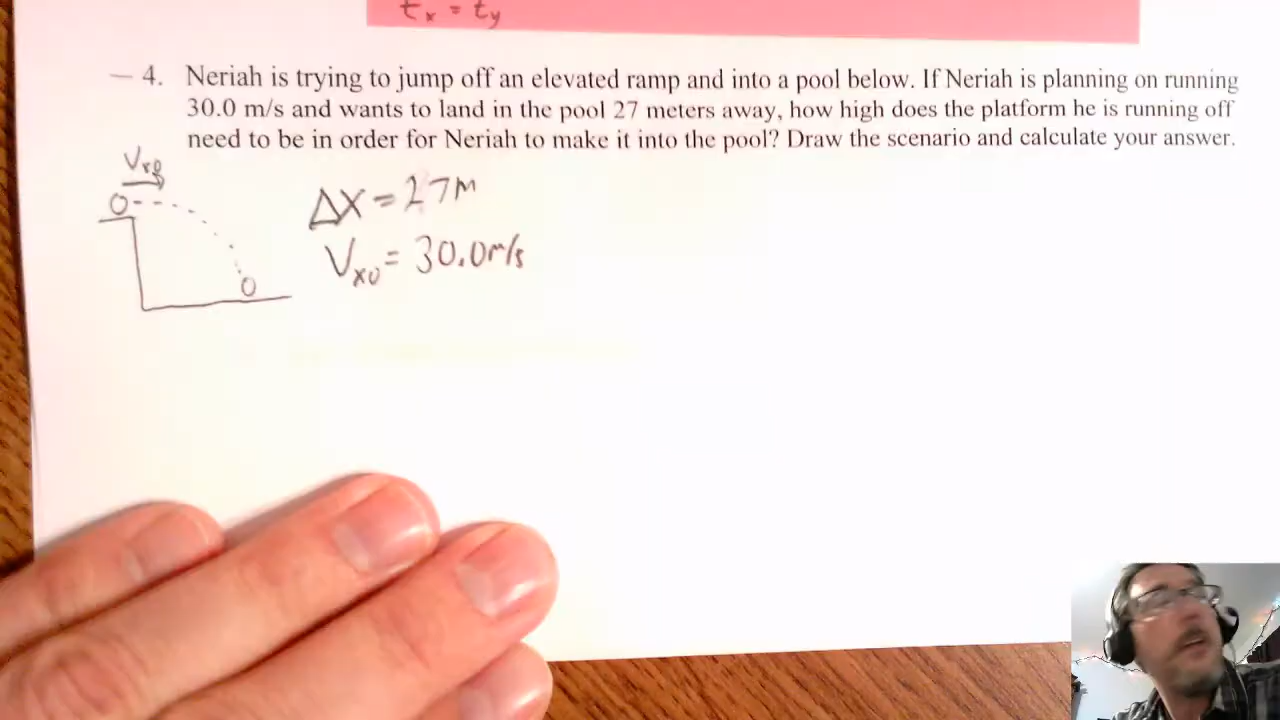 tx = ty
4. Neriah is trying to jump off an elevated ramp and into a pool below. If Neriah is planning on running
30.0 m/s and wants to land in the pool 27 meters away, how high does the platform he is running off
need to be in order for Neriah to make it into the pool? Draw the scenario and calculate your answer.
Vx0
ΔX = 27m
Vx0 = 30.0m/s